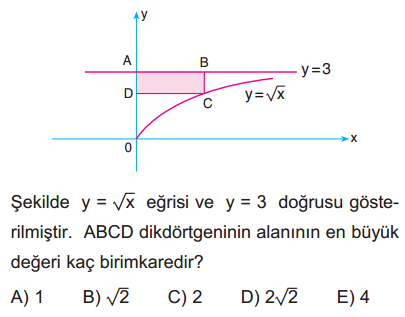 y
A
B
y=3
D
C
y=√x
0
x
Şekilde y = √x eğrisi ve y = 3 doğrusu göste-
rilmiştir. ABCD dikdörtgeninin alanının en büyük
değeri kaç birimkaredir?
A) 1 B) √2 C) 2 D) 2√2 E) 4